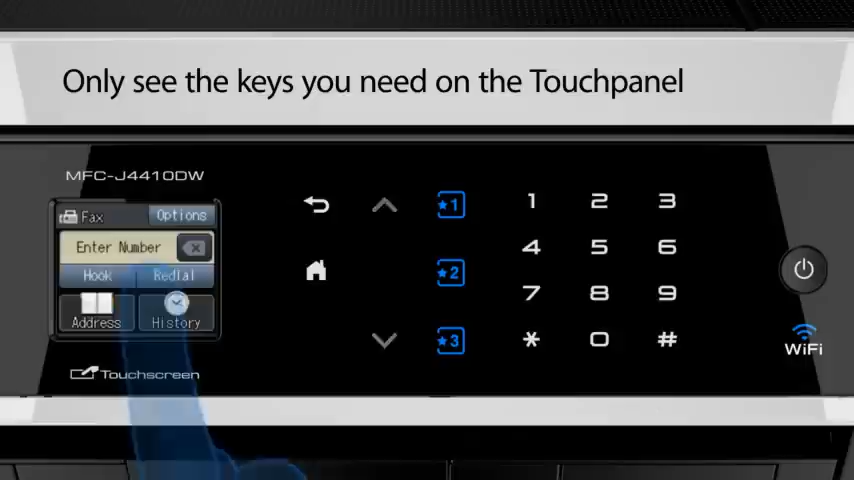 Only see the keys you need on the Touchpanel
MFC-J4410DW
Fax Options
Enter Number
Hook Redial
Address History
Touchscreen
★1
★2
★3
1 2 3
4 5 6
7 8 9
* 0 #
WiFi